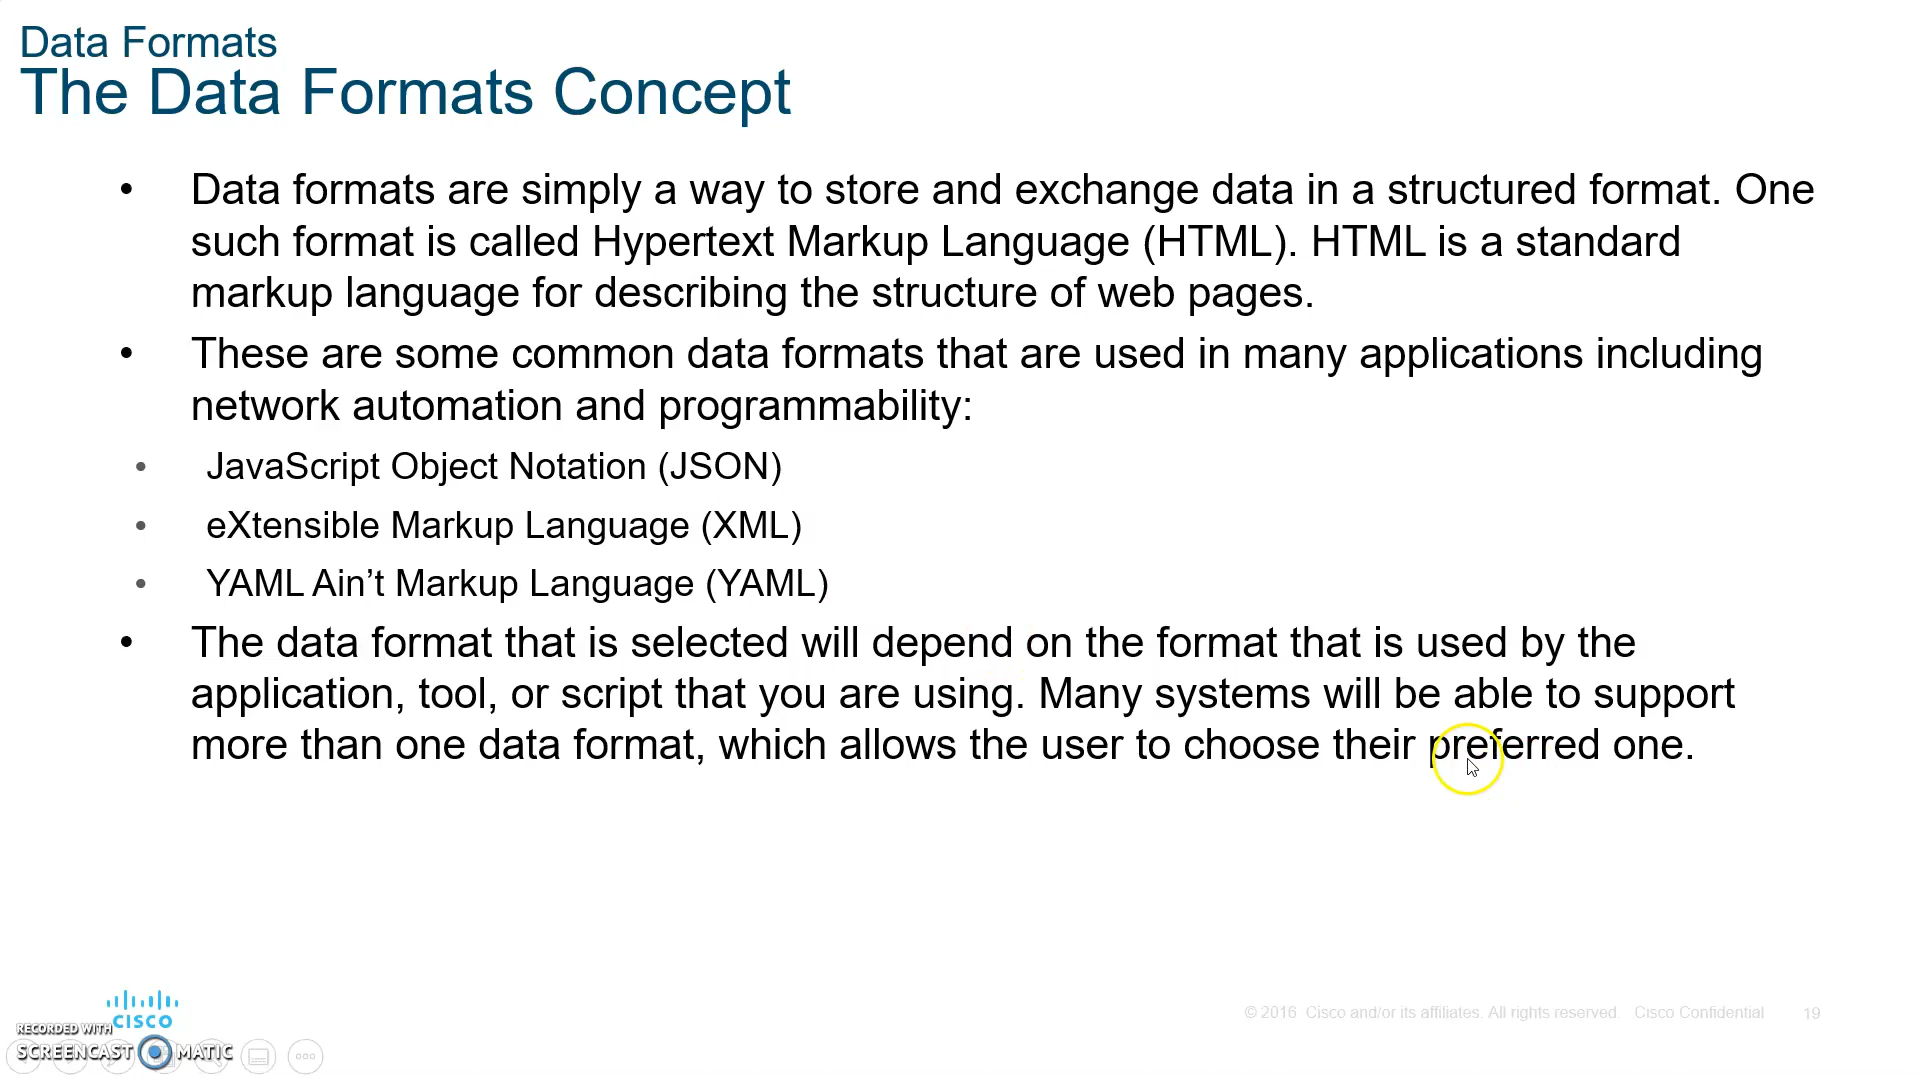 Data Formats
The Data Formats Concept
• Data formats are simply a way to store and exchange data in a structured format. One
such format is called Hypertext Markup Language (HTML). HTML is a standard
markup language for describing the structure of web pages.
• These are some common data formats that are used in many applications including
network automation and programmability:
• JavaScript Object Notation (JSON)
• eXtensible Markup Language (XML)
• YAML Ain’t Markup Language (YAML)
• The data format that is selected will depend on the format that is used by the
application, tool, or script that you are using. Many systems will be able to support
more than one data format, which allows the user to choose their preferred one.
CISCO
© 2016 Cisco and/or its affiliates. All rights reserved. Cisco Confidential 19
RECORDED WITH
SCREENCAST MATIC